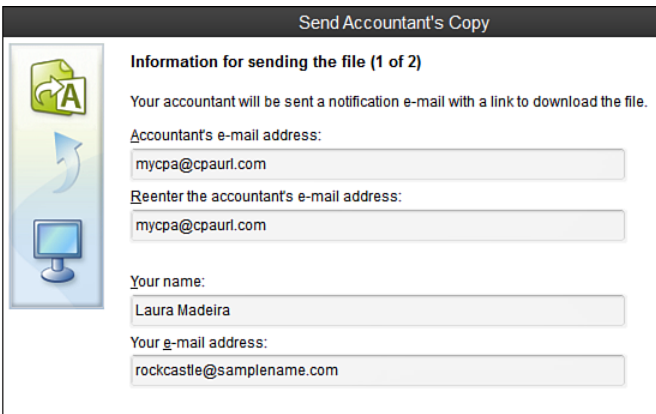 Send Accountant's Copy
Information for sending the file (1 of 2)
Your accountant will be sent a notification e-mail with a link to download the file.
Accountant's e-mail address:
mycpa@cpaurl.com
Reenter the accountant's e-mail address:
mycpa@cpaurl.com
Your name:
Laura Madeira
Your e-mail address:
rockcastle@samplename.com
A